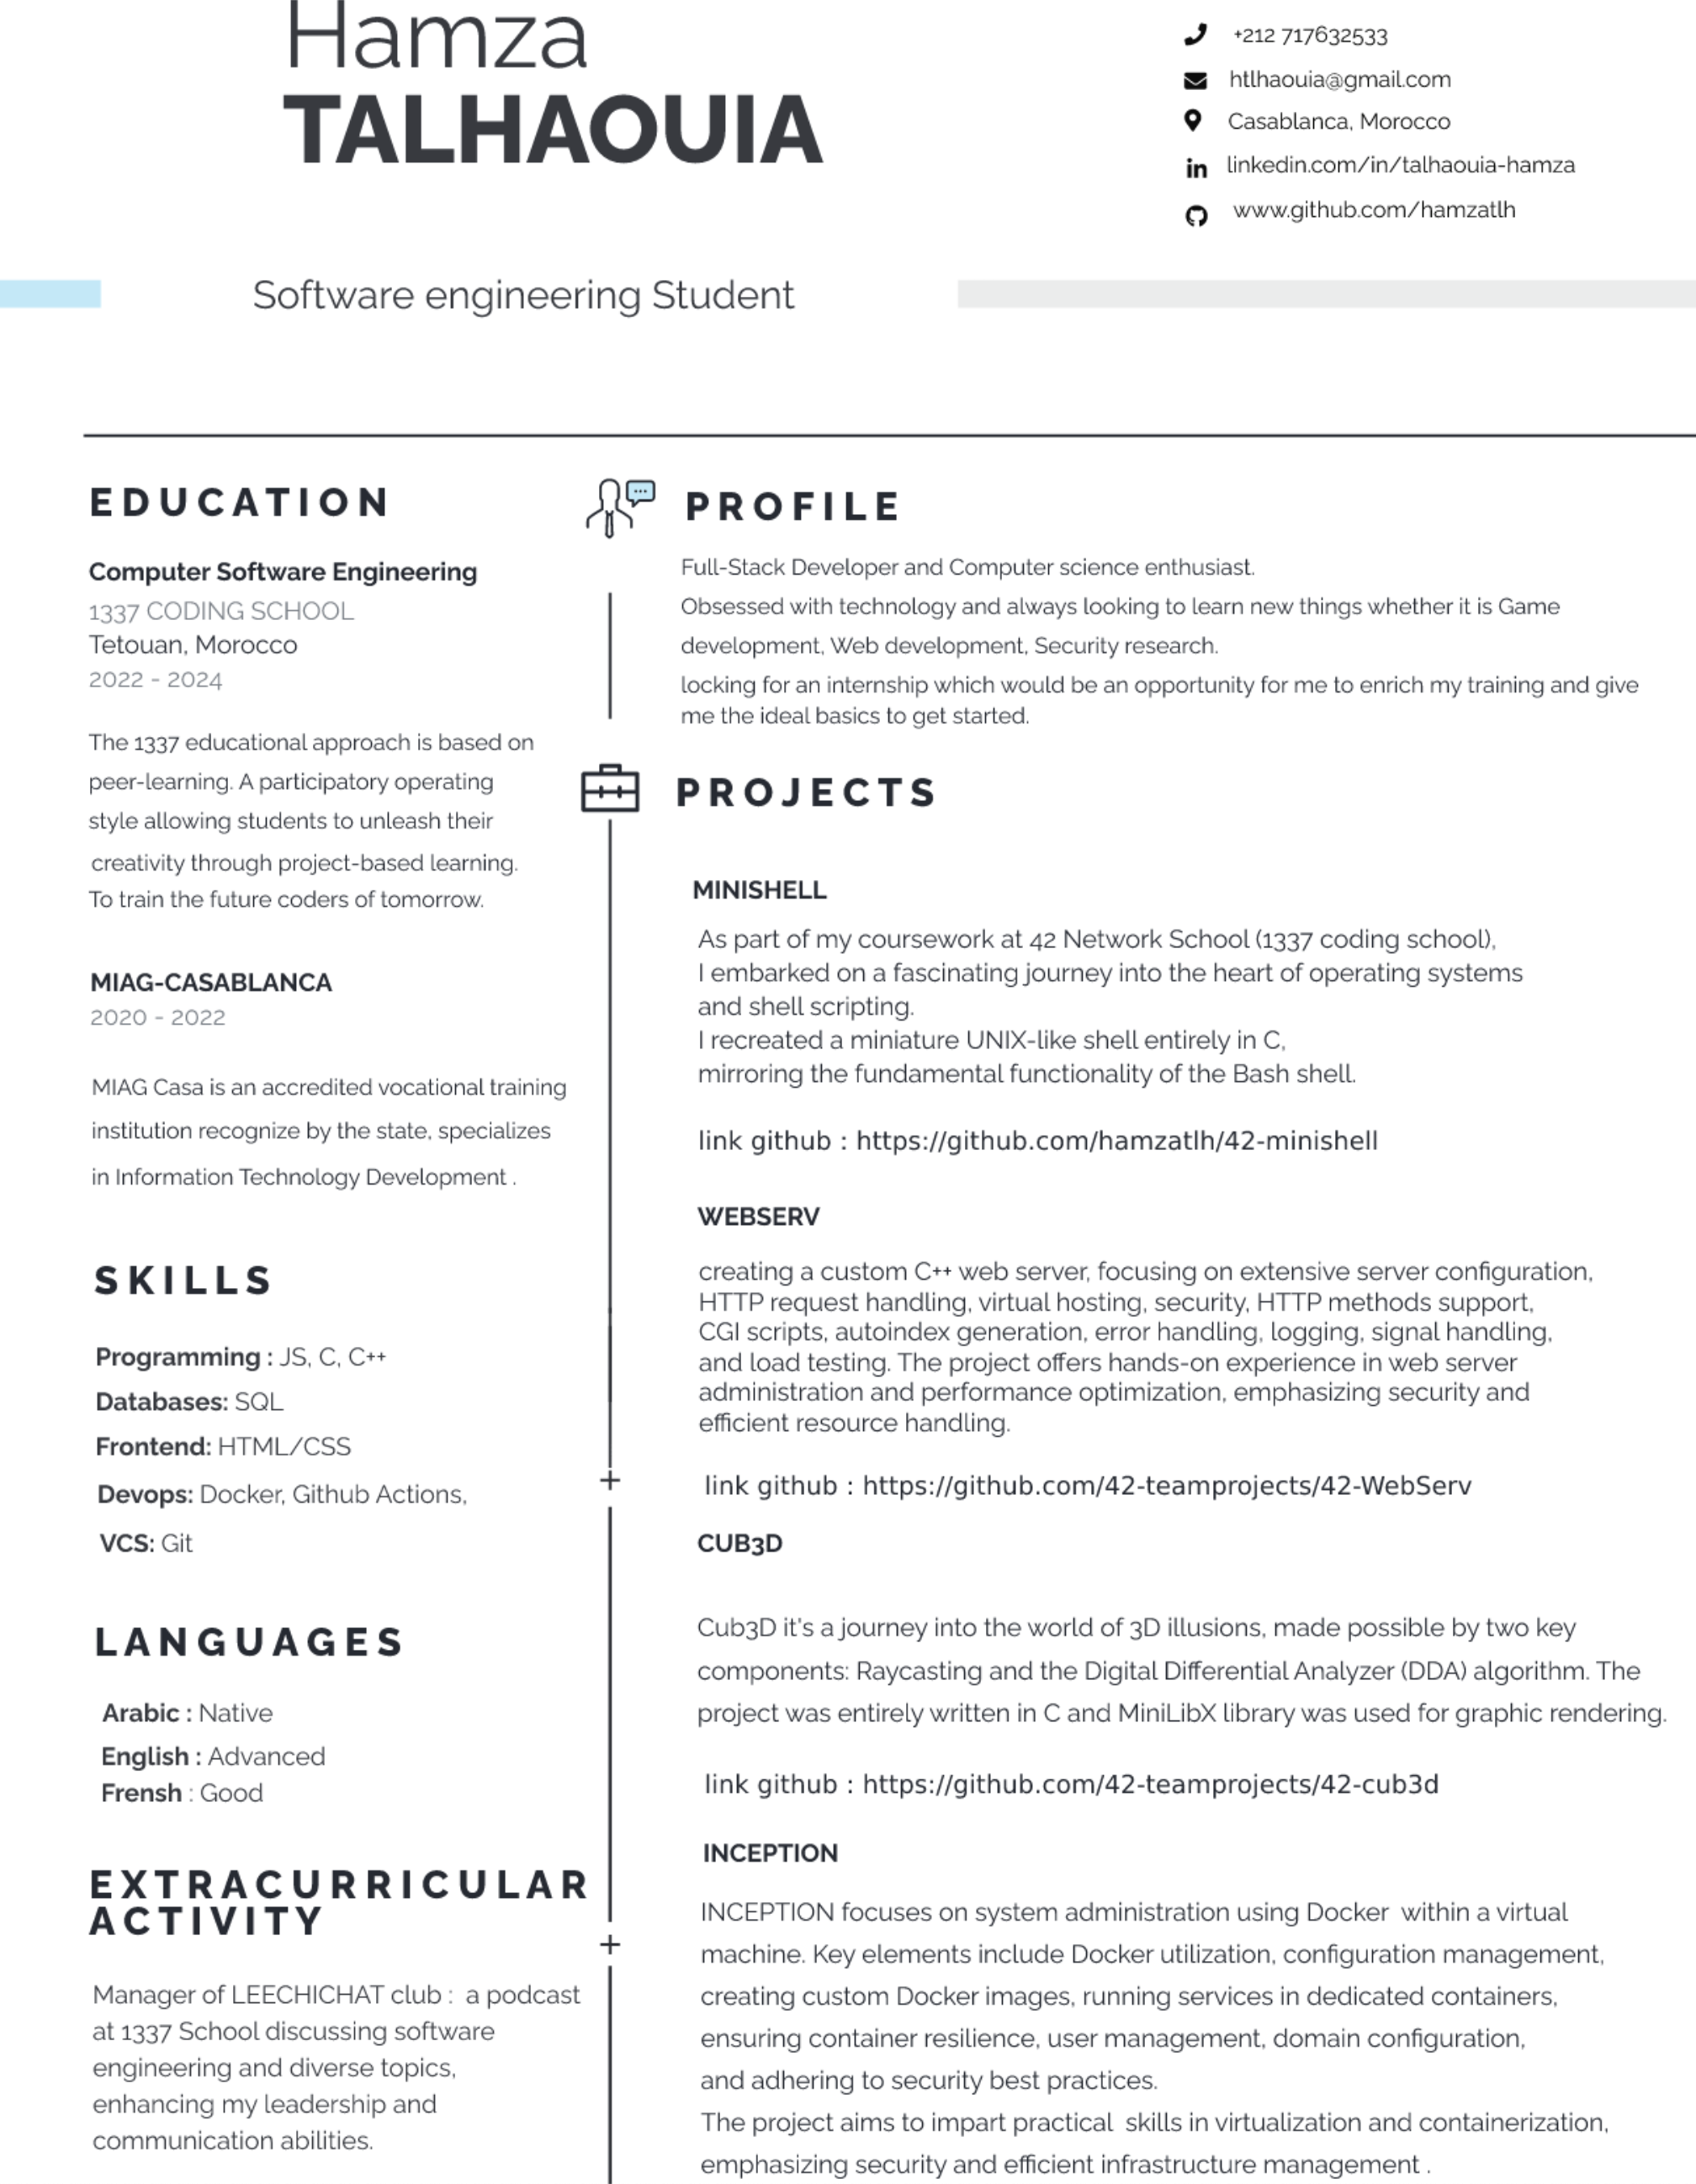 Hamza
TALHAOUIA
+212 717632533
htlhaouia@gmail.com
Casablanca, Morocco
linkedin.com/in/talhaouia-hamza
www.github.com/hamzatlh
Software engineering Student
EDUCATION
Computer Software Engineering
1337 CODING SCHOOL
Tetouan, Morocco
2022 - 2024
The 1337 educational approach is based on
peer-learning. A participatory operating
style allowing students to unleash their
creativity through project-based learning.
To train the future coders of tomorrow.
MIAG-CASABLANCA
2020 - 2022
MIAG Casa is an accredited vocational training
institution recognize by the state, specializes
in Information Technology Development .
SKILLS
Programming : JS, C, C++
Databases: SQL
Frontend: HTML/CSS
Devops: Docker, Github Actions,
VCS: Git
LANGUAGES
Arabic : Native
English : Advanced
Frensh : Good
EXTRACURRICULAR
ACTIVITY
Manager of LEECHICHAT club : a podcast
at 1337 School discussing software
engineering and diverse topics,
enhancing my leadership and
communication abilities.
PROFILE
Full-Stack Developer and Computer science enthusiast.
Obsessed with technology and always looking to learn new things whether it is Game
development, Web development, Security research.
locking for an internship which would be an opportunity for me to enrich my training and give
me the ideal basics to get started.
PROJECTS
MINISHELL
As part of my coursework at 42 Network School (1337 coding school),
I embarked on a fascinating journey into the heart of operating systems
and shell scripting.
I recreated a miniature UNIX-like shell entirely in C,
mirroring the fundamental functionality of the Bash shell.
link github : https://github.com/hamzatlh/42-minishell
WEBSERV
creating a custom C++ web server, focusing on extensive server configuration,
HTTP request handling, virtual hosting, security, HTTP methods support,
CGI scripts, autoindex generation, error handling, logging, signal handling,
and load testing. The project offers hands-on experience in web server
administration and performance optimization, emphasizing security and
efficient resource handling.
link github : https://github.com/42-teamprojects/42-WebServ
CUB3D
Cub3D it's a journey into the world of 3D illusions, made possible by two key
components: Raycasting and the Digital Differential Analyzer (DDA) algorithm. The
project was entirely written in C and MiniLibX library was used for graphic rendering.
link github : https://github.com/42-teamprojects/42-cub3d
INCEPTION
INCEPTION focuses on system administration using Docker within a virtual
machine. Key elements include Docker utilization, configuration management,
creating custom Docker images, running services in dedicated containers,
ensuring container resilience, user management, domain configuration,
and adhering to security best practices.
The project aims to impart practical skills in virtualization and containerization,
emphasizing security and efficient infrastructure management .